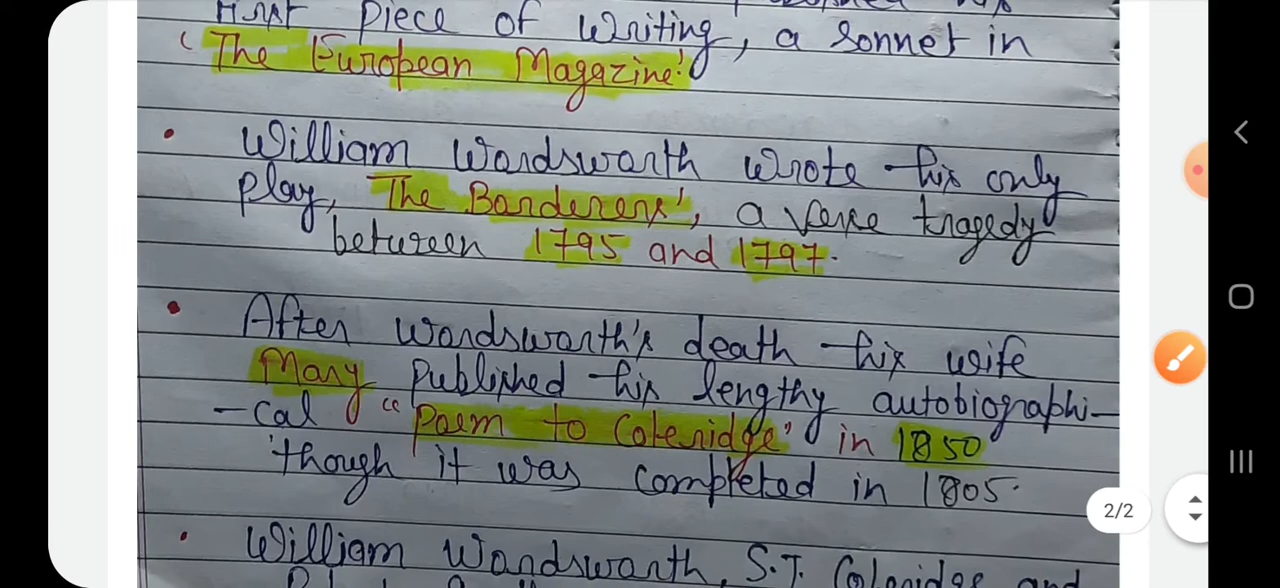 First piece of writing, a sonnet in
'The European Magazine'
• William Wordsworth wrote his only
play, 'The Borderers', a verse tragedy
between 1795 and 1797.
• After Wordsworth's death his wife
Mary published his lengthy autobiographi-
-cal "Poem to Coleridge" in 1850
though it was completed in 1805.
2/2
• William Wordsworth, S.T. Coleridge and